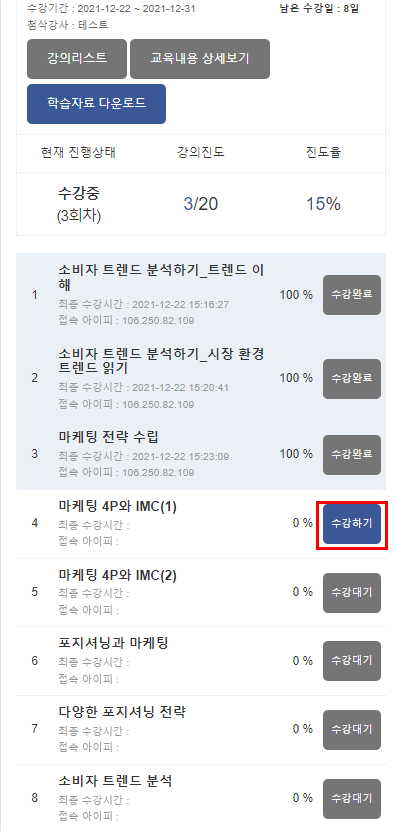 수강기간 : 2021-12-22 ~ 2021-12-31
남은 수강일 : 8일
첨삭강사 : 테스트
강의리스트
교육내용 상세보기
학습자료 다운로드
현재 진행상태
강의진도
진도율
수강중
(3회차)
3/20
15%
1
소비자 트렌드 분석하기_트렌드 이
해
최종 수강시간 : 2021-12-22 15:16:27
접속 아이피 : 106.250.82.109
100 %
수강완료
2
소비자 트렌드 분석하기_시장 환경
트렌드 읽기
최종 수강시간 : 2021-12-22 15:20:41
접속 아이피 : 106.250.82.109
100 %
수강완료
3
마케팅 전략 수립
최종 수강시간 : 2021-12-22 15:23:09
접속 아이피 : 106.250.82.109
100 %
수강완료
4
마케팅 4P와 IMC(1)
최종 수강시간 :
접속 아이피 :
0 %
수강하기
5
마케팅 4P와 IMC(2)
최종 수강시간 :
접속 아이피 :
0 %
수강대기
6
포지셔닝과 마케팅
최종 수강시간 :
접속 아이피 :
0 %
수강대기
7
다양한 포지셔닝 전략
최종 수강시간 :
접속 아이피 :
0 %
수강대기
8
소비자 트렌드 분석
최종 수강시간 :
접속 아이피 :
0 %
수강대기